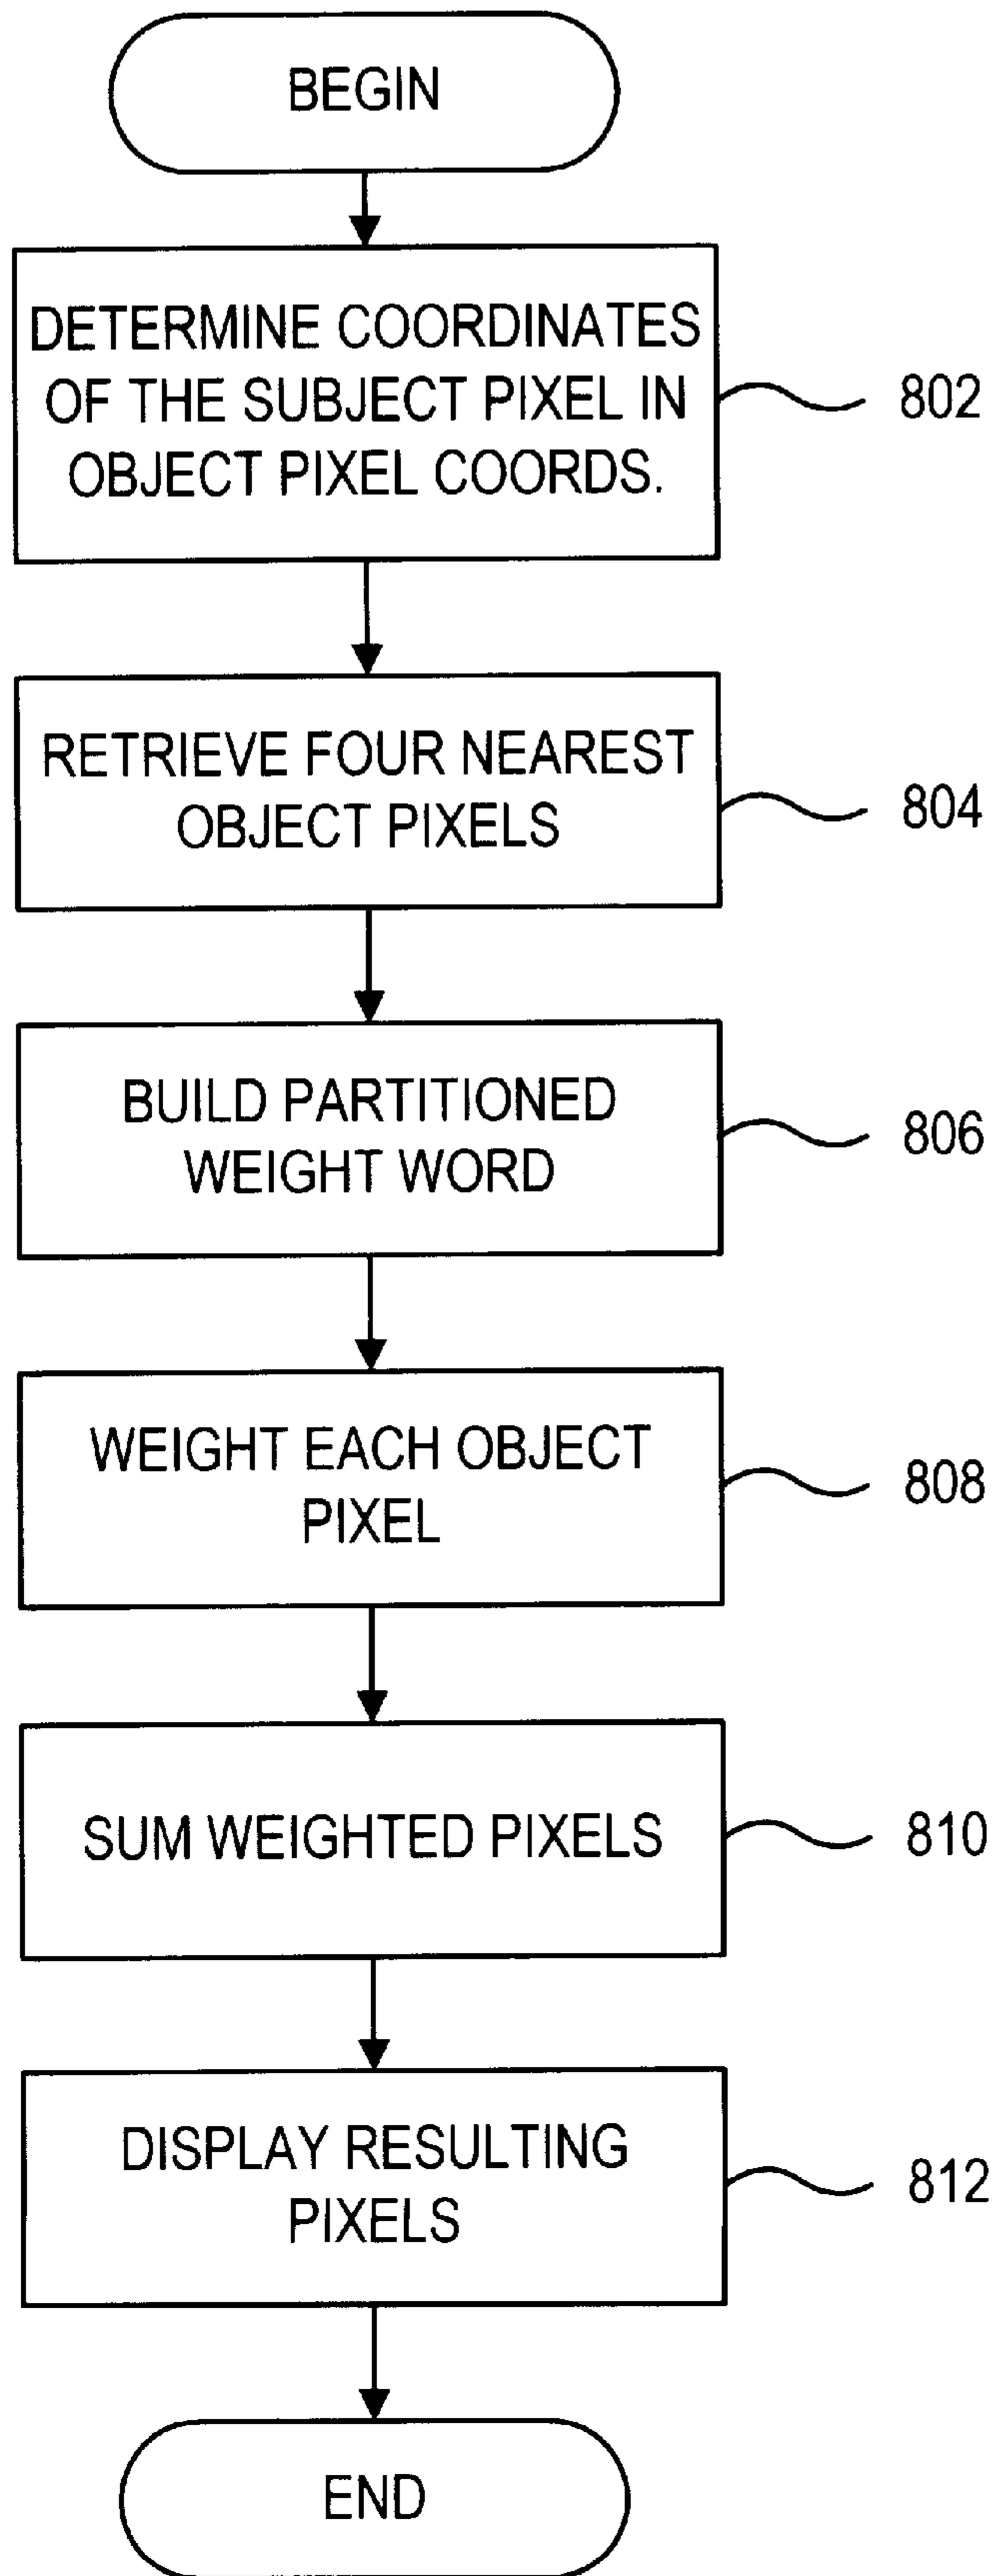 BEGIN
DETERMINE COORDINATES
OF THE SUBJECT PIXEL IN
OBJECT PIXEL COORDS.
802
RETRIEVE FOUR NEAREST
OBJECT PIXELS
804
BUILD PARTITIONED
WEIGHT WORD
806
WEIGHT EACH OBJECT
PIXEL
808
SUM WEIGHTED PIXELS
810
DISPLAY RESULTING
PIXELS
812
END